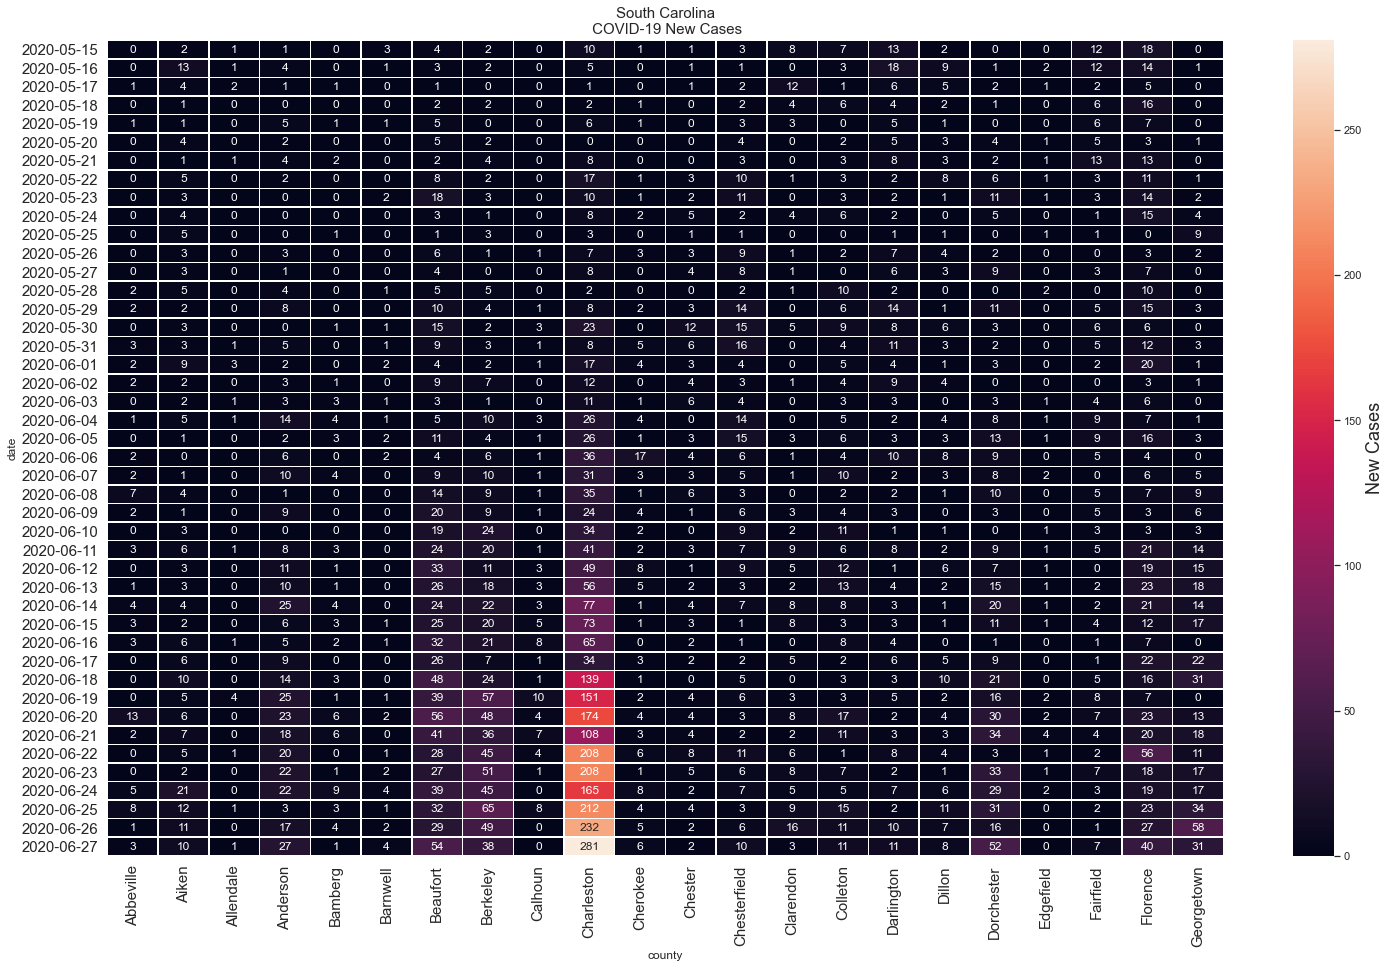 South Carolina
COVID-19 New Cases
2020-05-15 0 2 1 1 0 3 4 2 0 10 1 1 3 8 7 13 2 0 0 12 18 0
2020-05-16 0 13 1 4 0 1 3 2 0 5 0 1 1 0 3 18 9 1 2 12 14 1
2020-05-17 1 4 2 1 1 0 1 0 0 1 0 1 2 12 1 6 5 2 1 2 5 0
2020-05-18 0 1 0 0 0 0 2 2 0 2 1 0 2 4 6 4 2 1 0 6 16 0
2020-05-19 1 1 0 5 1 1 5 0 0 6 1 0 3 3 0 5 1 0 0 6 7 0
2020-05-20 0 4 0 2 0 0 5 2 0 0 0 0 4 0 2 5 3 4 1 5 3 1
2020-05-21 0 1 1 4 2 0 2 4 0 8 0 0 3 0 3 8 3 2 1 13 13 0
2020-05-22 0 5 0 2 0 0 8 2 0 17 1 3 10 1 3 2 8 6 1 3 11 1
2020-05-23 0 3 0 0 0 2 18 3 0 10 1 2 11 0 3 2 1 11 1 3 14 2
2020-05-24 0 4 0 0 0 0 3 1 0 8 2 5 2 4 6 2 0 5 0 1 15 4
2020-05-25 0 5 0 0 1 0 1 3 0 3 0 1 1 0 0 1 1 0 1 1 0 9
2020-05-26 0 3 0 3 0 0 6 1 1 7 3 3 9 1 2 7 4 2 0 0 3 2
2020-05-27 0 3 0 1 0 0 4 0 0 8 0 4 8 1 0 6 3 9 0 3 7 0
2020-05-28 2 5 0 4 0 1 5 5 0 2 0 0 2 1 10 2 0 0 2 0 10 0
2020-05-29 2 2 0 8 0 0 10 4 1 8 2 3 14 0 6 14 1 11 0 5 15 3
2020-05-30 0 3 0 0 1 1 15 2 3 23 0 12 15 5 9 8 6 3 0 6 6 0
2020-05-31 3 3 1 5 0 1 9 3 1 8 5 6 16 0 4 11 3 2 0 5 12 3
2020-06-01 2 9 3 2 0 2 4 2 1 17 4 3 4 0 5 4 1 3 0 2 20 1
2020-06-02 2 2 0 3 1 0 9 7 0 12 0 4 3 1 4 9 4 0 0 0 3 1
2020-06-03 0 2 1 3 3 1 3 1 0 11 1 6 4 0 3 3 0 3 1 4 6 0
2020-06-04 1 5 1 14 4 1 5 10 3 26 4 0 14 0 5 2 4 8 1 9 7 1
2020-06-05 0 1 0 2 3 2 11 4 1 26 1 3 15 3 6 3 3 13 1 9 16 3
2020-06-06 2 0 0 6 0 2 4 6 1 36 17 4 6 1 4 10 8 9 0 5 4 0
2020-06-07 2 1 0 10 4 0 9 10 1 31 3 3 5 1 10 2 3 8 2 0 6 5
2020-06-08 7 4 0 1 0 0 14 9 1 35 1 6 3 0 2 2 1 10 0 5 7 9
2020-06-09 2 1 0 9 0 0 20 9 1 24 4 1 6 3 4 3 0 3 0 5 3 6
2020-06-10 0 3 0 0 0 0 19 24 0 34 2 0 9 2 11 1 1 0 1 3 3 3
2020-06-11 3 6 1 8 3 0 24 20 1 41 2 3 7 9 6 8 2 9 1 5 21 14
2020-06-12 0 3 0 11 1 0 33 11 3 49 8 1 9 5 12 1 6 7 1 0 19 15
2020-06-13 1 3 0 10 1 0 26 18 3 56 5 2 3 2 13 4 2 15 1 2 23 18
2020-06-14 4 4 0 25 4 0 24 22 3 77 1 4 7 8 8 3 1 20 1 2 21 14
2020-06-15 3 2 0 6 3 1 25 20 5 73 1 3 1 8 3 3 1 11 1 4 12 17
2020-06-16 3 6 1 5 2 1 32 21 8 65 0 2 1 0 8 4 0 1 0 1 7 0
2020-06-17 0 6 0 9 0 0 26 7 1 34 3 2 2 5 2 6 5 9 0 1 22 22
2020-06-18 0 10 0 14 3 0 48 24 1 139 1 0 5 0 3 3 10 21 0 5 16 31
2020-06-19 0 5 4 25 1 1 39 57 10 151 2 4 6 3 3 5 2 16 2 8 7 0
2020-06-20 13 6 0 23 6 2 56 48 4 174 4 4 3 8 17 2 4 30 2 7 23 13
2020-06-21 2 7 0 18 6 0 41 36 7 108 3 4 2 2 11 3 3 34 4 4 20 18
2020-06-22 0 5 1 20 0 1 28 45 4 208 6 8 11 6 1 8 4 3 1 2 56 11
2020-06-23 0 2 0 22 1 2 27 51 1 208 1 5 6 8 7 2 1 33 1 7 18 17
2020-06-24 5 21 0 22 9 4 39 45 0 165 8 2 7 5 5 7 6 29 2 3 19 17
2020-06-25 8 12 1 3 3 1 32 65 8 212 4 4 3 9 15 2 11 31 0 2 23 34
2020-06-26 1 11 0 17 4 2 29 49 0 232 5 2 6 16 11 10 7 16 0 1 27 58
2020-06-27 3 10 1 27 1 4 54 38 0 281 6 2 10 3 11 11 8 52 0 7 40 31
date
Abbeville Aiken Allendale Anderson Bamberg Barnwell Beaufort Berkeley Calhoun Charleston Cherokee Chester Chesterfield Clarendon Colleton Darlington Dillon Dorchester Edgefield Fairfield Florence Georgetown
county
250
200
150
100
50
0
New Cases